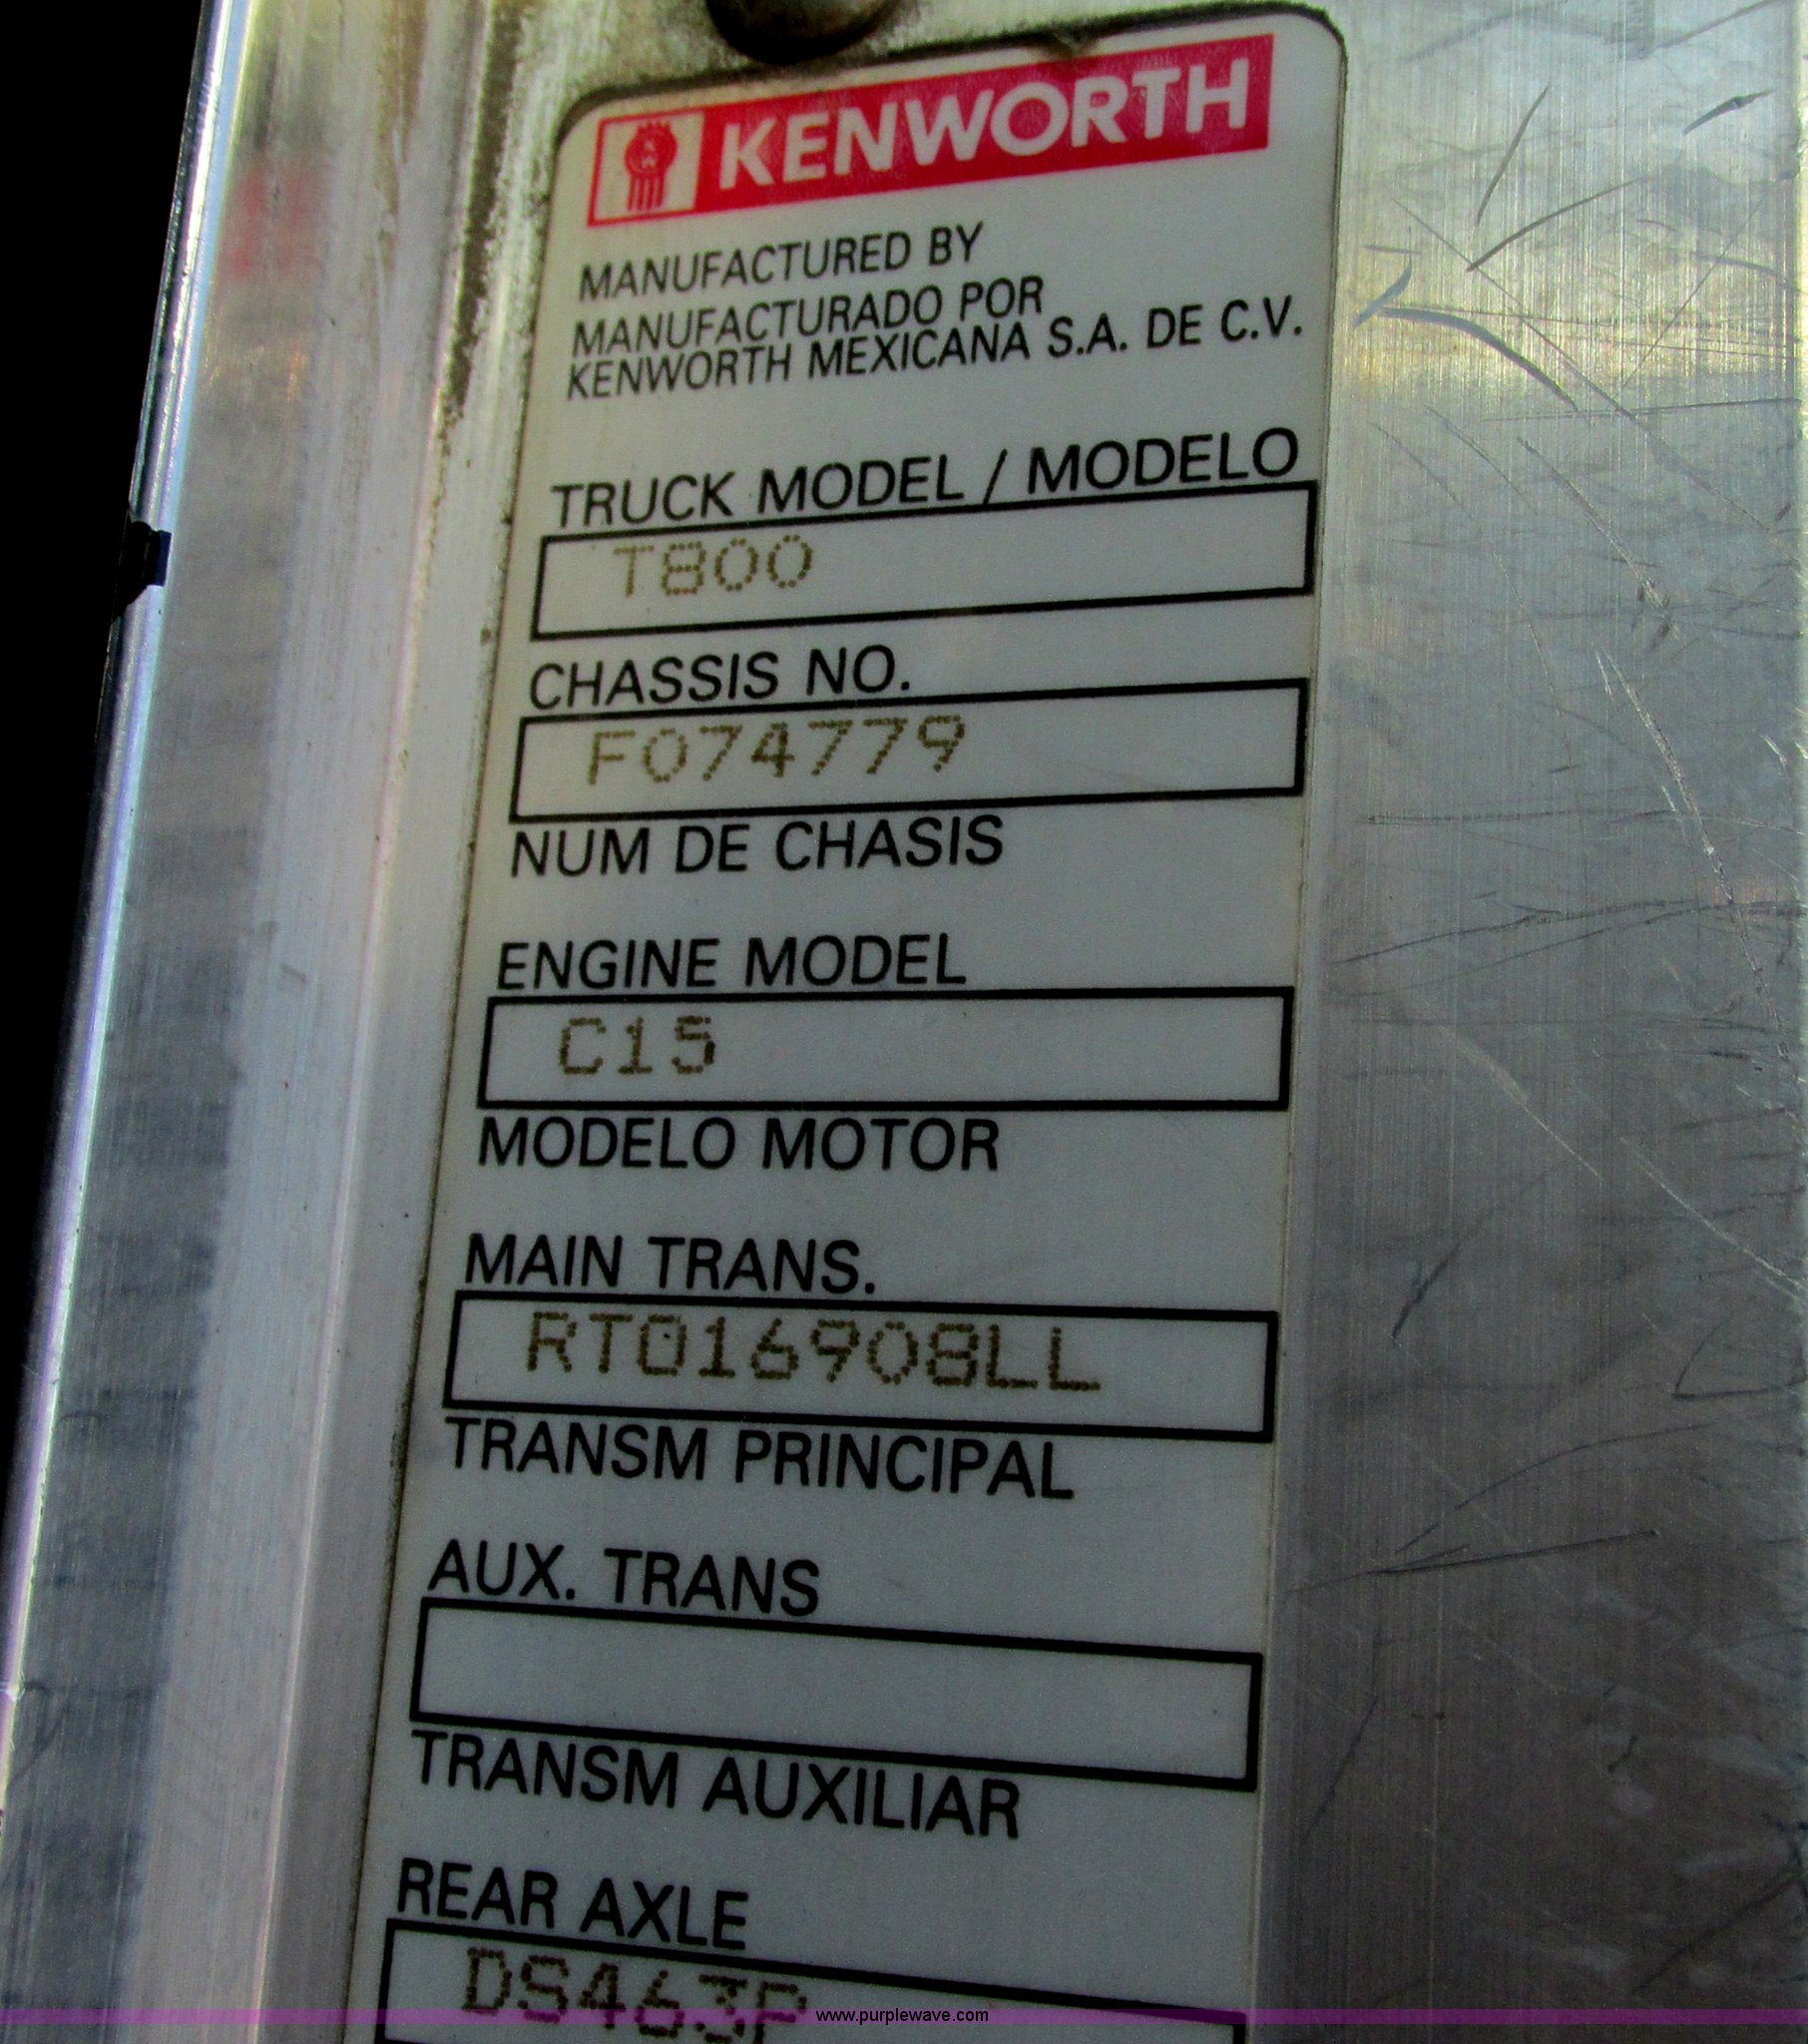 KENWORTH
MANUFACTURED BY
MANUFACTURADO POR
KENWORTH MEXICANA S.A. DE C.V.
TRUCK MODEL / MODELO
T800
CHASSIS NO.
F074779
NUM DE CHASIS
ENGINE MODEL
C15
MODELO MOTOR
MAIN TRANS.
RTO16908LL
TRANSM PRINCIPAL
AUX. TRANS
TRANSM AUXILIAR
REAR AXLE
DS463P
www.purplewave.com